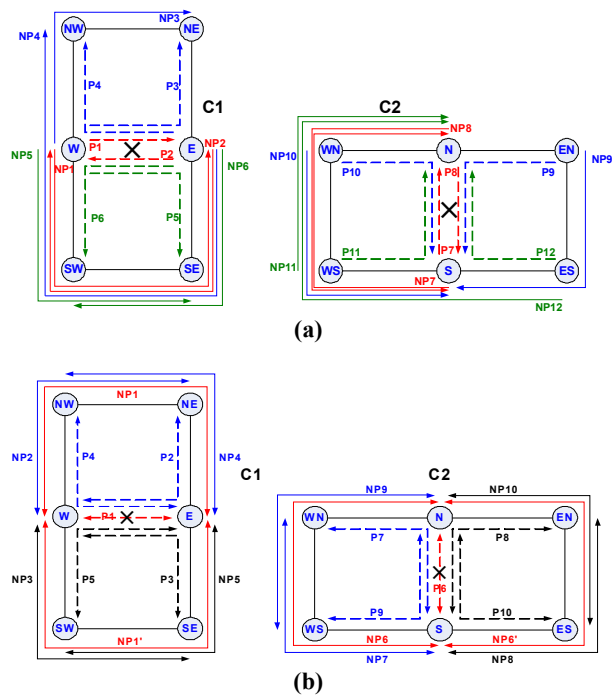 NP3
NP4
NW
NE
P4
P3
C1
C2
W
P1
P2
E
NP2
NP5
NP1
NP6
NP8
WN
N
EN
NP10
P10
P8
P9
NP9
P6
P5
P11
P7
P12
NP11
SW
SE
WS
S
ES
NP7
NP12
(a)
NW
NP1
NE
P4
P2
NP2
NP4
C1
C2
NP9
NP10
W
P1
E
WN
N
EN
P7
P8
P6
NP3
P5
P3
NP5
P9
P10
SW
SE
WS
S
ES
NP1'
NP6
NP6'
NP7
NP8
(b)